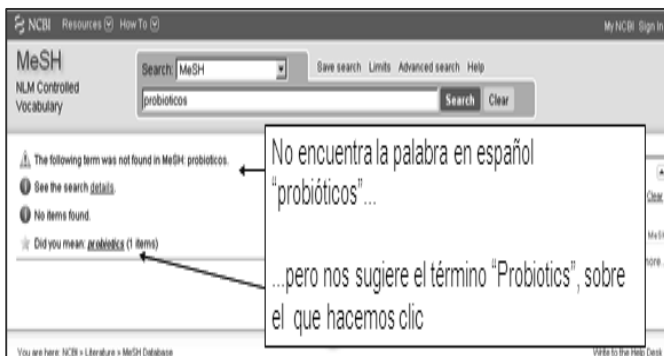 NCBI Resources How To My NCBI Sign In
MeSH
NLM Controlled
Vocabulary
Search: MeSH
Save search Limits Advanced search Help
probioticos
Search Clear
The following term was not found in MeSH: probioticos.
See the search details.
No items found.
Did you mean: probiotics (1 items)
No encuentra la palabra en español
“probióticos”...
...pero nos sugiere el término “Probiotics”, sobre
el que hacemos clic
Clear
MeSH
more...
You are here: NCBI > Literature > MeSH Database
Write to the Help Desk